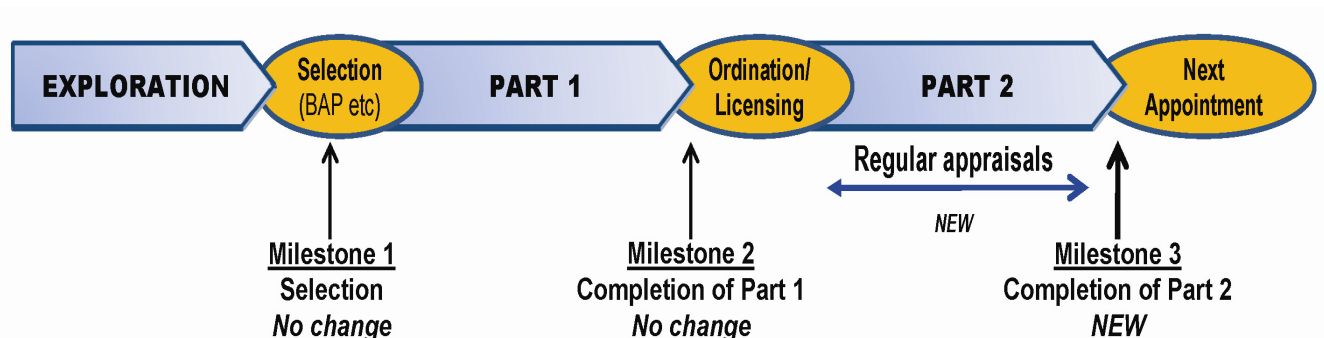 EXPLORATION
Selection
(BAP etc)
PART 1
Ordination/
Licensing
PART 2
Next
Appointment
Regular appraisals
NEW
Milestone 1
Selection
No change
Milestone 2
Completion of Part 1
No change
Milestone 3
Completion of Part 2
NEW